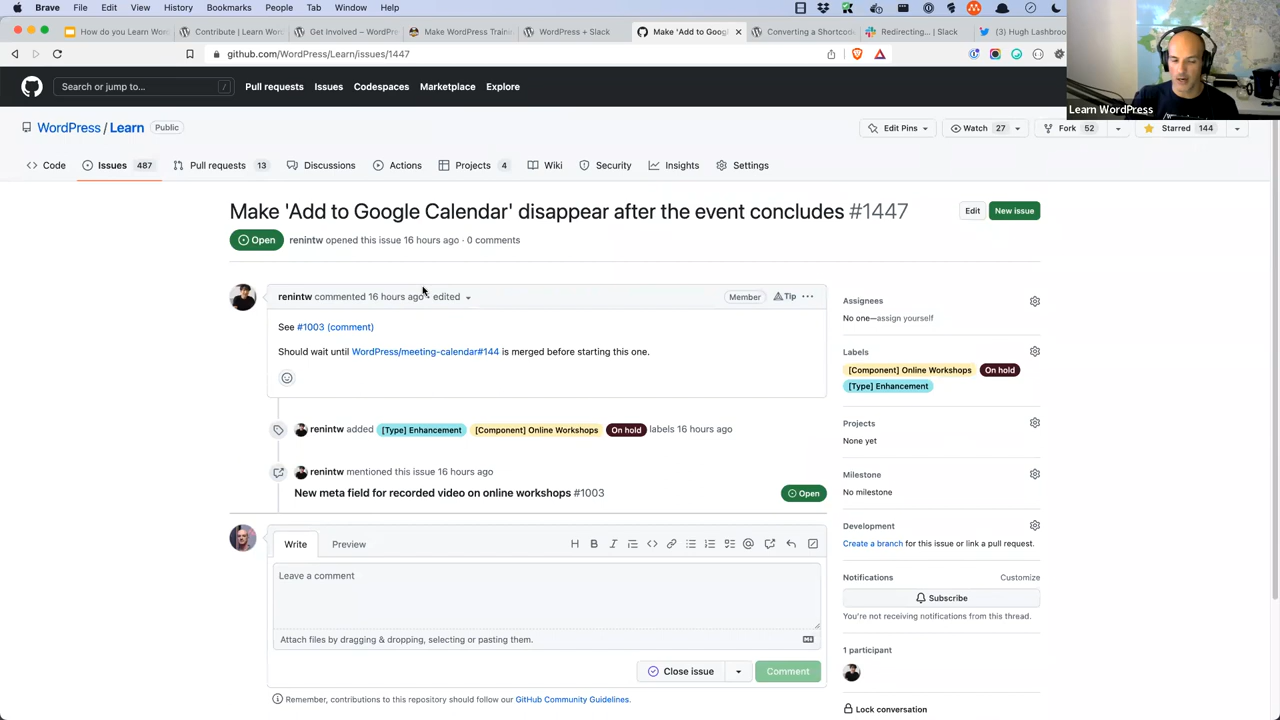 Brave File Edit View History Bookmarks People Tab Window Help
How do you Learn Wor
Contribute | Learn Wor
Get Involved – WordPr
Make WordPress Trainin
WordPress + Slack
Make 'Add to Googl
Converting a Shortcod
Redirecting... | Slack
(3) Hugh Lashbroo
github.com/WordPress/Learn/issues/1447
Learn WordPress
Search or jump to... /
Pull requests Issues Codespaces Marketplace Explore
WordPress / Learn Public
Edit Pins Watch 27 Fork 52 Starred 144
Code Issues 487 Pull requests 13 Discussions Actions Projects 4 Wiki Security Insights Settings
Make 'Add to Google Calendar' disappear after the event concludes #1447
Edit New issue
Open renintw opened this issue 16 hours ago · 0 comments
renintw commented 16 hours ago • edited
Member Tip ···
See #1003 (comment)
Should wait until WordPress/meeting-calendar#144 is merged before starting this one.
renintw added [Type] Enhancement [Component] Online Workshops On hold labels 16 hours ago
renintw mentioned this issue 16 hours ago
New meta field for recorded video on online workshops #1003
Open
Write Preview
Leave a comment
Attach files by dragging & dropping, selecting or pasting them.
Close issue Comment
Remember, contributions to this repository should follow our GitHub Community Guidelines.
Assignees
No one—assign yourself
Labels
[Component] Online Workshops On hold
[Type] Enhancement
Projects
None yet
Milestone
No milestone
Development
Create a branch for this issue or link a pull request.
Notifications Customize
Subscribe
You're not receiving notifications from this thread.
1 participant
Lock conversation